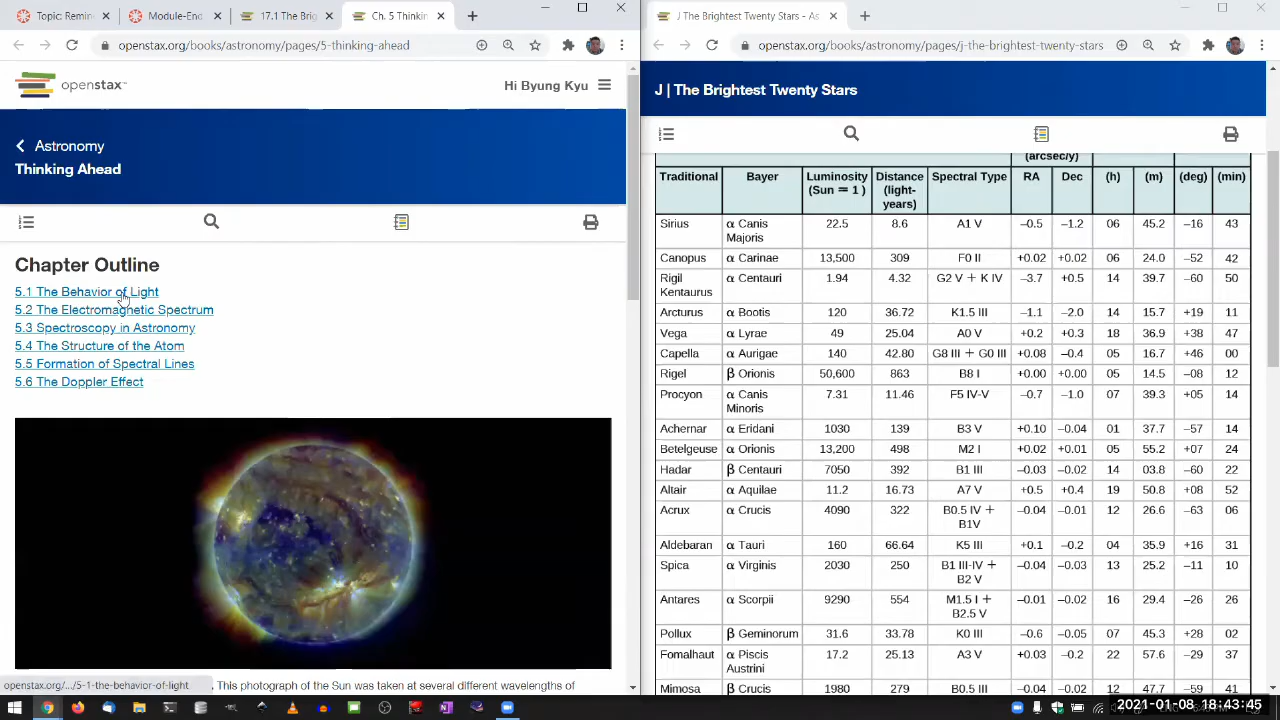 Remo
Module-End
17.1 The Brig
Ch. 5 Thinking
J The Brightest Twenty Stars - As
openstax.org/books/astronomy/pages/5-thinking-ahead
openstax.org/books/astronomy/pages/j-the-brightest-twenty-stars
openstax™
Hi Byung Kyu
Astronomy
Thinking Ahead
Chapter Outline
5.1 The Behavior of Light
5.2 The Electromagnetic Spectrum
5.3 Spectroscopy in Astronomy
5.4 The Structure of the Atom
5.5 Formation of Spectral Lines
5.6 The Doppler Effect
openstax.org/.../5-1-the-behavior-of-light
. This photograph of the Sun was taken at several different wavelengths of
J | The Brightest Twenty Stars
(arcsec/y)
Traditional Bayer Luminosity (Sun = 1 ) Distance (light-years) Spectral Type RA Dec (h) (m) (deg) (min)
Sirius α Canis Majoris 22.5 8.6 A1 V –0.5 –1.2 06 45.2 –16 43
Canopus α Carinae 13,500 309 F0 II +0.02 +0.02 06 24.0 –52 42
Rigil Kentaurus α Centauri 1.94 4.32 G2 V + K IV –3.7 +0.5 14 39.7 –60 50
Arcturus α Bootis 120 36.72 K1.5 III –1.1 –2.0 14 15.7 +19 11
Vega α Lyrae 49 25.04 A0 V +0.2 +0.3 18 36.9 +38 47
Capella α Aurigae 140 42.80 G8 III + G0 III +0.08 –0.4 05 16.7 +46 00
Rigel β Orionis 50,600 863 B8 I +0.00 +0.00 05 14.5 –08 12
Procyon α Canis Minoris 7.31 11.46 F5 IV-V –0.7 –1.0 07 39.3 +05 14
Achernar α Eridani 1030 139 B3 V +0.10 –0.04 01 37.7 –57 14
Betelgeuse α Orionis 13,200 498 M2 I +0.02 +0.01 05 55.2 +07 24
Hadar β Centauri 7050 392 B1 III –0.03 –0.02 14 03.8 –60 22
Altair α Aquilae 11.2 16.73 A7 V +0.5 +0.4 19 50.8 +08 52
Acrux α Crucis 4090 322 B0.5 IV + B1V –0.04 –0.01 12 26.6 –63 06
Aldebaran α Tauri 160 66.64 K5 III +0.1 –0.2 04 35.9 +16 31
Spica α Virginis 2030 250 B1 III-IV + B2 V –0.04 –0.03 13 25.2 –11 10
Antares α Scorpii 9290 554 M1.5 I + B2.5 V –0.01 –0.02 16 29.4 –26 26
Pollux β Geminorum 31.6 33.78 K0 III –0.6 –0.05 07 45.3 +28 02
Fomalhaut α Piscis Austrini 17.2 25.13 A3 V +0.03 –0.2 22 57.6 –29 37
Mimosa β Crucis 1980 279 B0.5 III –0.04 –0.02 12 47.7 –59 41
2021-01-08 18:43:45